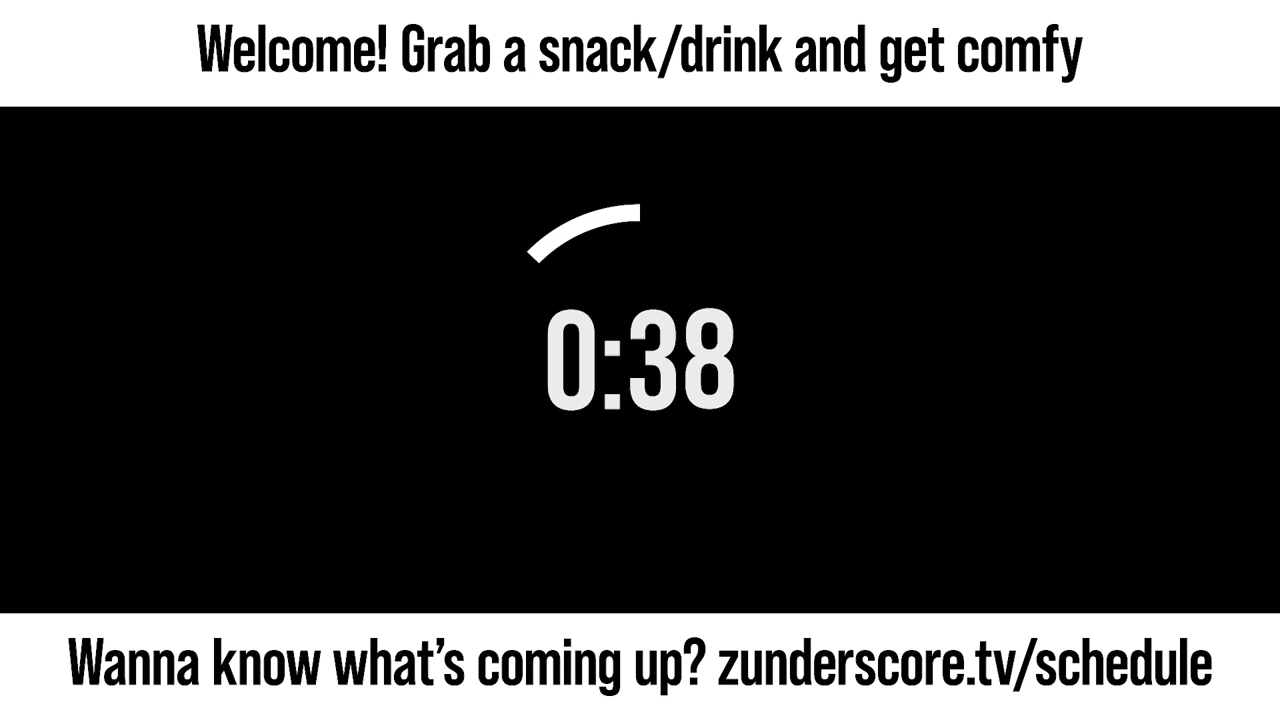 Welcome! Grab a snack/drink and get comfy
0:38
Wanna know what’s coming up? zunderscore.tv/schedule